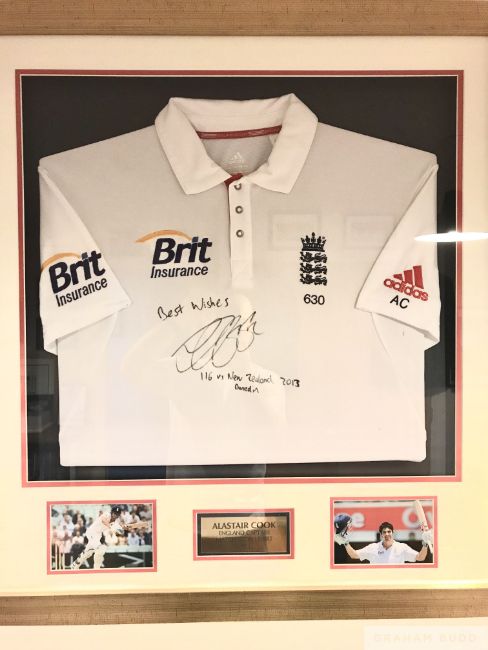 adidas
Brit
Insurance
Brit
Insurance
630
adidas
AC
Best Wishes
116 vs New Zealand 2013
Dunedin
ALASTAIR COOK
ENGLAND CAPTAIN
GRAHAM BUDD